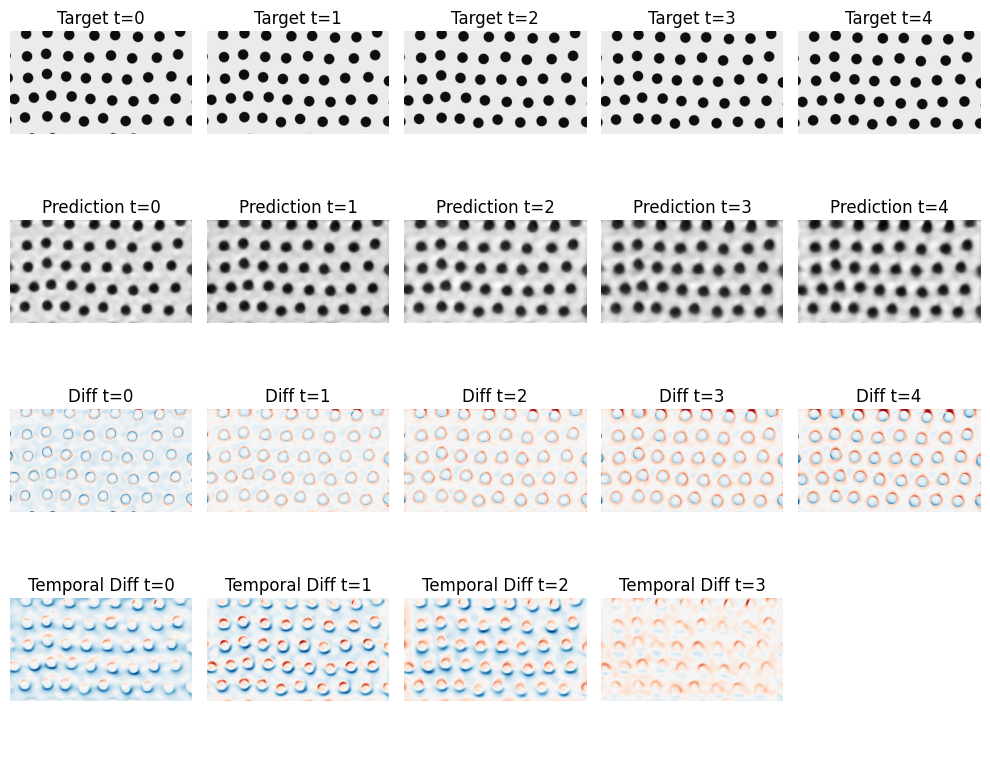 Target t=0 Target t=1 Target t=2 Target t=3 Target t=4
Prediction t=0 Prediction t=1 Prediction t=2 Prediction t=3 Prediction t=4
Diff t=0 Diff t=1 Diff t=2 Diff t=3 Diff t=4
Temporal Diff t=0 Temporal Diff t=1 Temporal Diff t=2 Temporal Diff t=3